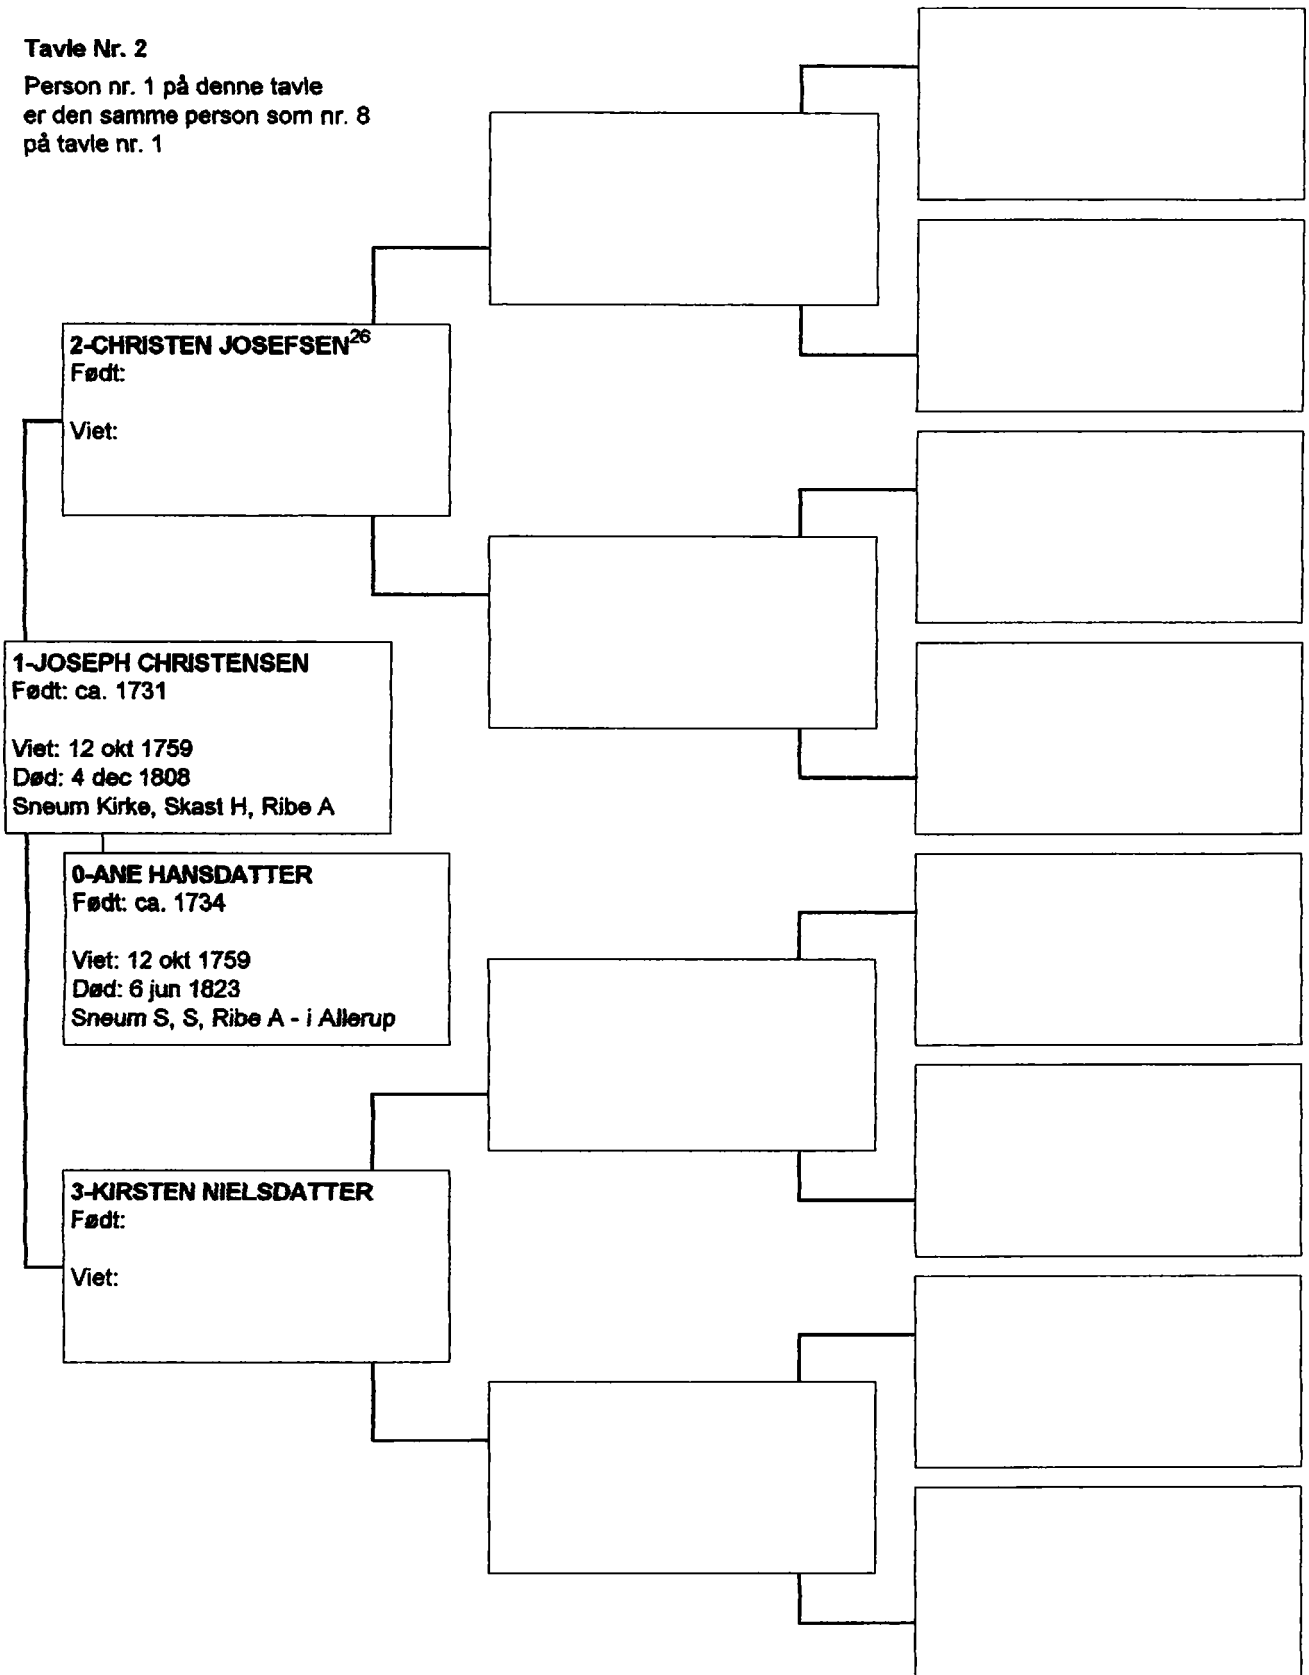 Tavle Nr. 2
Person nr. 1 på denne tavle
er den samme person som nr. 8
på tavle nr. 1
2-CHRISTEN JOSEFSEN26
Født:
Viet:
1-JOSEPH CHRISTENSEN
Født: ca. 1731
Viet: 12 okt 1759
Død: 4 dec 1808
Sneum Kirke, Skast H, Ribe A
0-ANE HANSDATTER
Født: ca. 1734
Viet: 12 okt 1759
Død: 6 jun 1823
Sneum S, S, Ribe A - i Allerup
3-KIRSTEN NIELSDATTER
Født:
Viet: